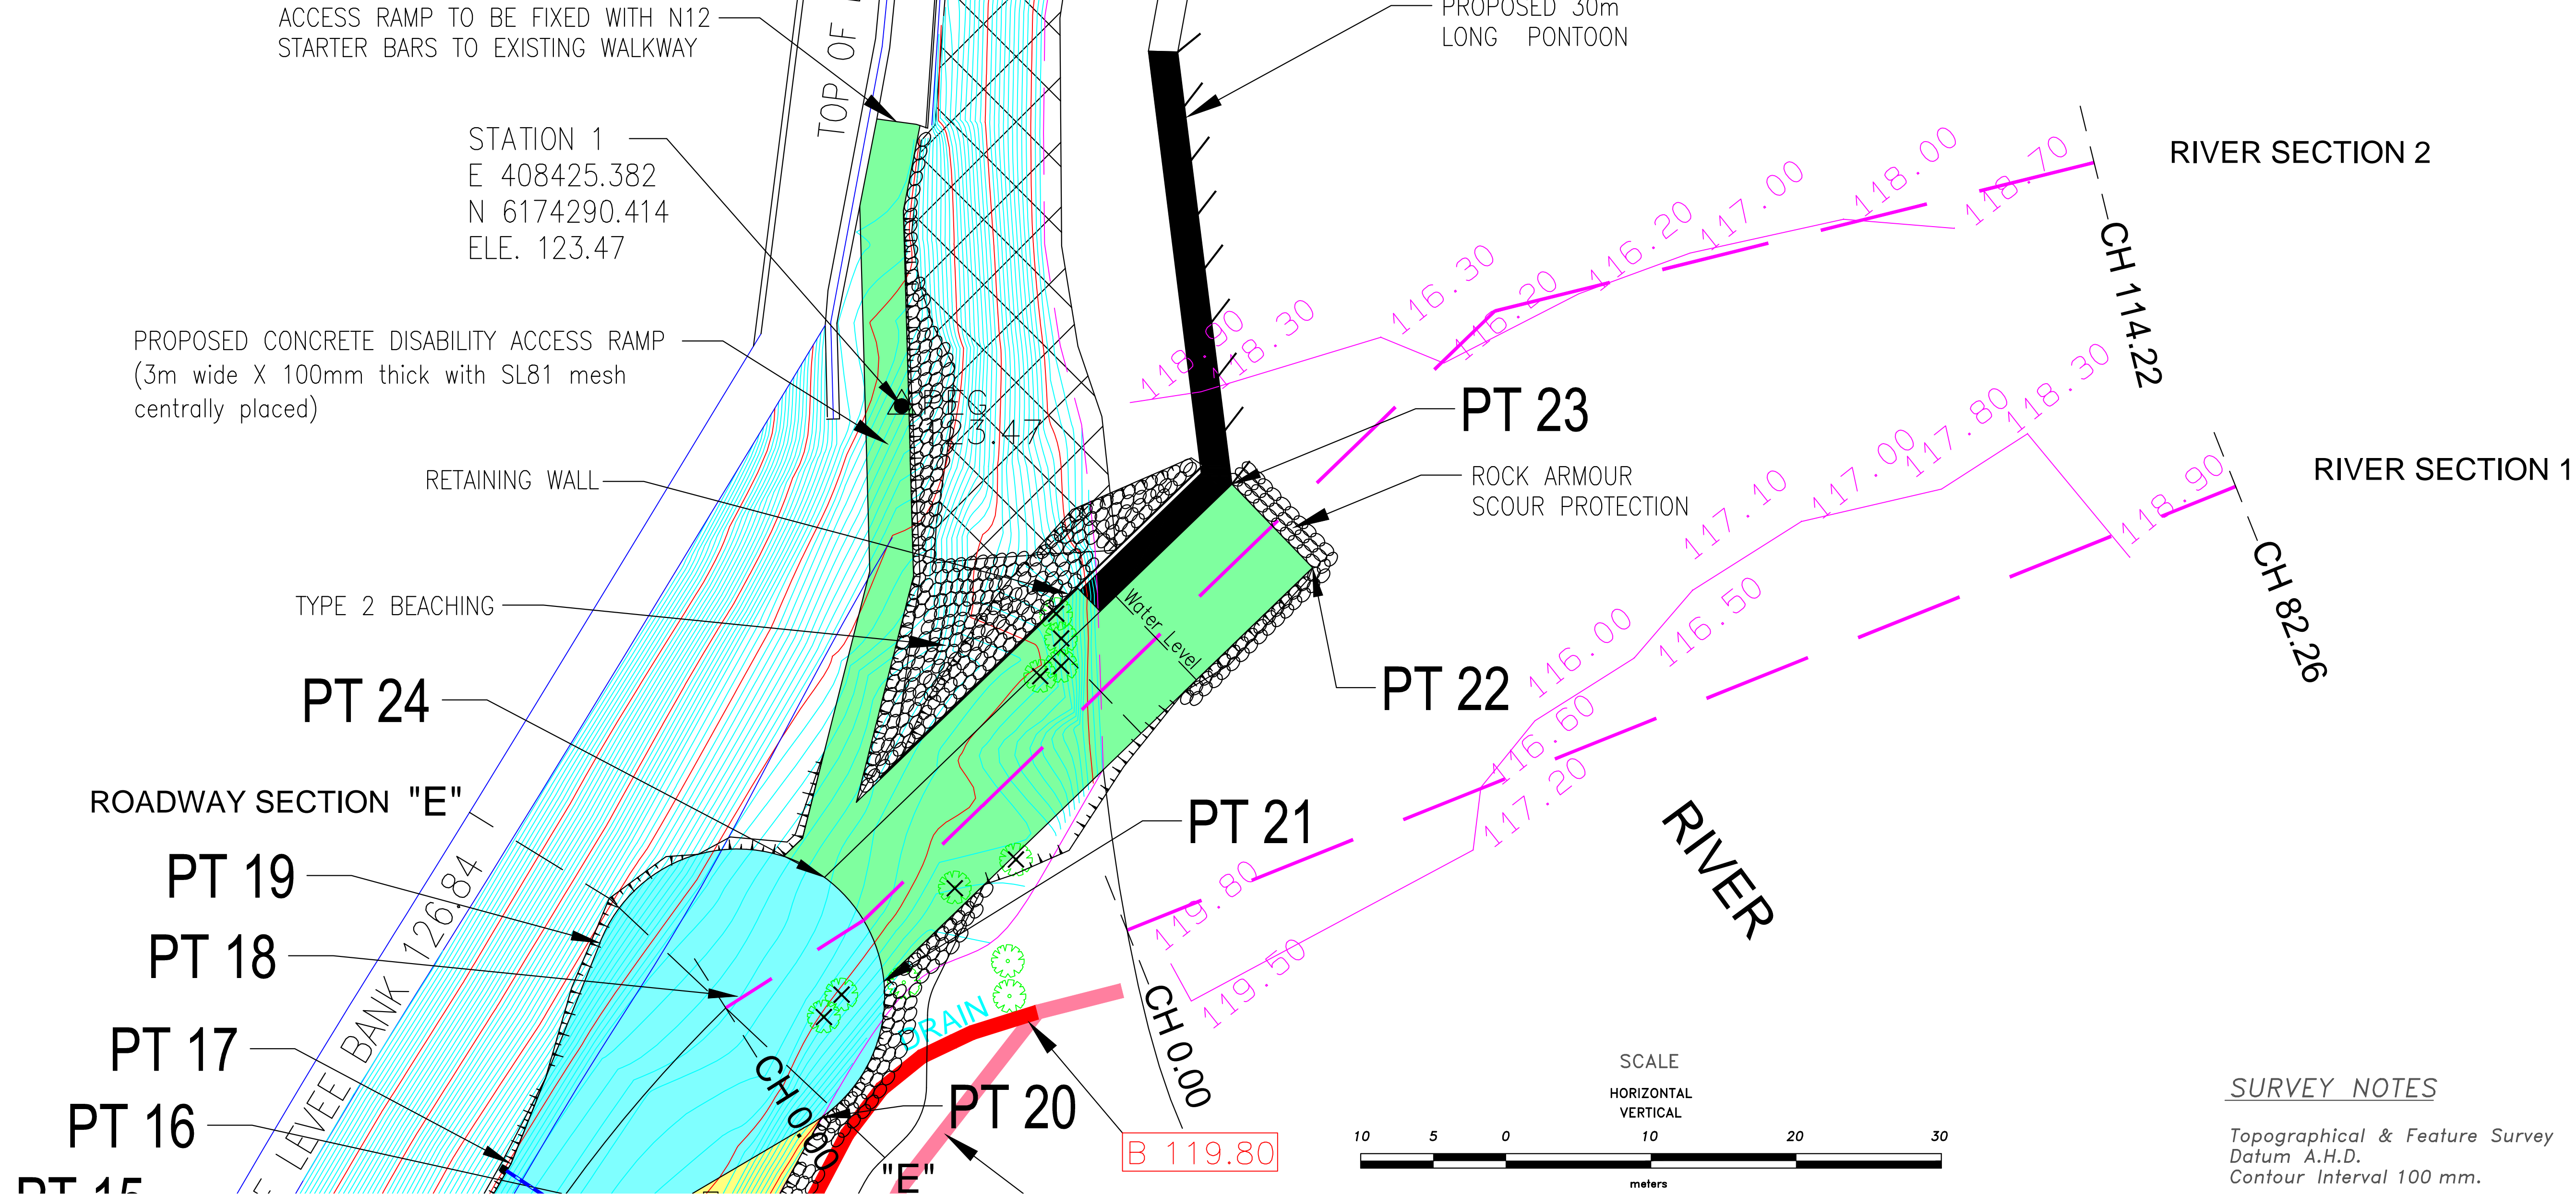 ACCESS RAMP TO BE FIXED WITH N12
STARTER BARS TO EXISTING WALKWAY
TOP OF
PROPOSED 30m
LONG PONTOON
STATION 1
E 408425.382
N 6174290.414
ELE. 123.47
PROPOSED CONCRETE DISABILITY ACCESS RAMP
(3m wide X 100mm thick with SL81 mesh
centrally placed)
RETAINING WALL
TYPE 2 BEACHING
PT 24
ROADWAY SECTION "E"
PT 19
PT 18
PT 17
PT 16
PT 15
LEVEE BANK 126.84
PT 23
ROCK ARMOUR
SCOUR PROTECTION
PT 22
Water Level
PT 21
PT 20
DRAIN
CH 0.00
"E"
B 119.80
CH 0.00
118.90
118.30
116.30
116.20
116.20
117.00
118.00
118.70
RIVER SECTION 2
CH 114.22
119.80
119.50
117.20
116.60
116.00
116.50
117.10
117.00
117.80
118.30
118.90
RIVER SECTION 1
CH 82.26
RIVER
SCALE
HORIZONTAL
VERTICAL
10 5 0 10 20 30
meters
SURVEY NOTES
Topographical & Feature Survey
Datum A.H.D.
Contour Interval 100 mm.